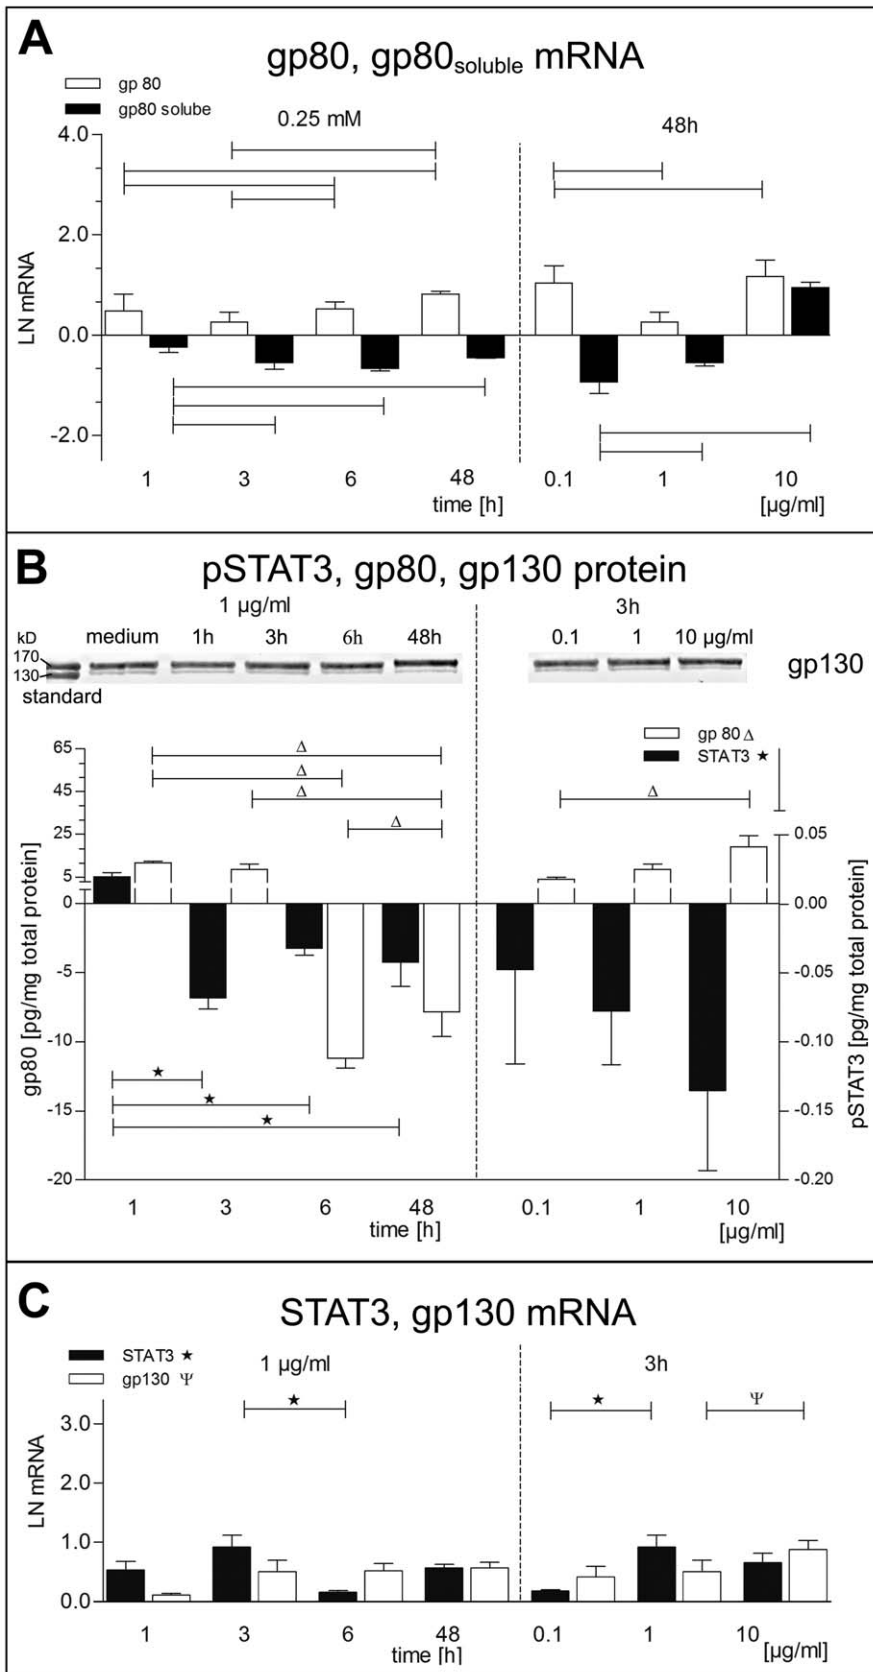 A
gp80, gp80soluble mRNA
gp 80
gp80 solube
0.25 mM
48h
4.0
2.0
0.0
-2.0
LN mRNA
1 3 6 48 0.1 1 10
time [h] [µg/ml]
B
pSTAT3, gp80, gp130 protein
1 µg/ml 3h
kD medium 1h 3h 6h 48h 0.1 1 10 µg/ml
170
130
gp130
standard
gp 80 Δ
STAT3 ★
65
45
25
5
0
-5
-10
-15
-20
gp80 [pg/mg total protein]
Δ
Δ
Δ
Δ
Δ
★
★
★
0.05
0.00
-0.05
-0.10
-0.15
-0.20
pSTAT3 [pg/mg total protein]
1 3 6 48 0.1 1 10
time [h] [µg/ml]
C
STAT3, gp130 mRNA
STAT3 ★
gp130 Ψ
1 µg/ml 3h
★ ★ Ψ
3.0
2.0
1.0
0.0
LN mRNA
1 3 6 48 0.1 1 10
time [h] [µg/ml]